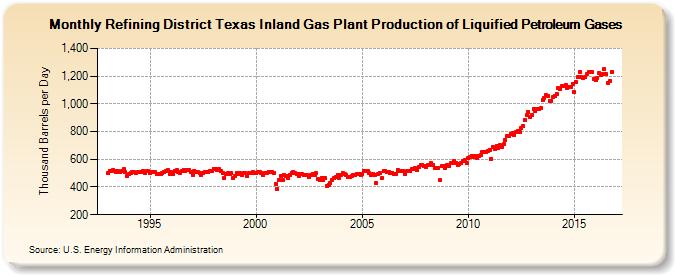 Monthly Refining District Texas Inland Gas Plant Production of Liquified Petroleum Gases
Thousand Barrels per Day
1,400
1,200
1,000
800
600
400
200
1995 2000 2005 2010 2015
Source: U.S. Energy Information Administration